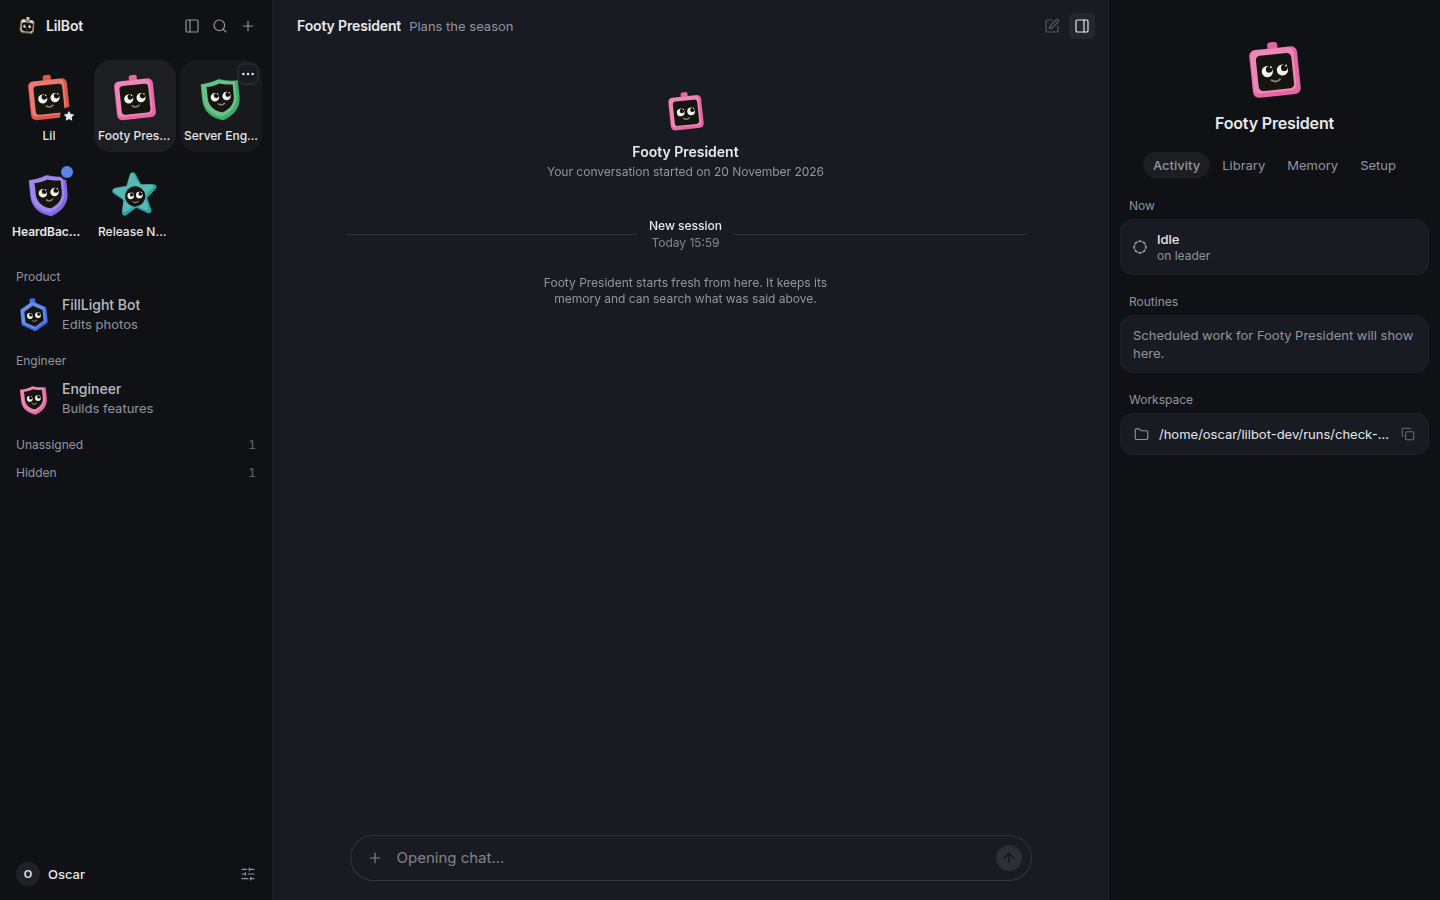 LilBot
Lil
Footy Pres...
Server Eng...
HeardBac...
Release N...
Product
FillLight Bot
Edits photos
Engineer
Engineer
Builds features
Unassigned 1
Hidden 1
O Oscar
Footy President Plans the season
Footy President
Your conversation started on 20 November 2026
New session
Today 15:59
Footy President starts fresh from here. It keeps its
memory and can search what was said above.
Opening chat...
Footy President
Activity Library Memory Setup
Now
Idle
on leader
Routines
Scheduled work for Footy President will show
here.
Workspace
/home/oscar/lilbot-dev/runs/check-...